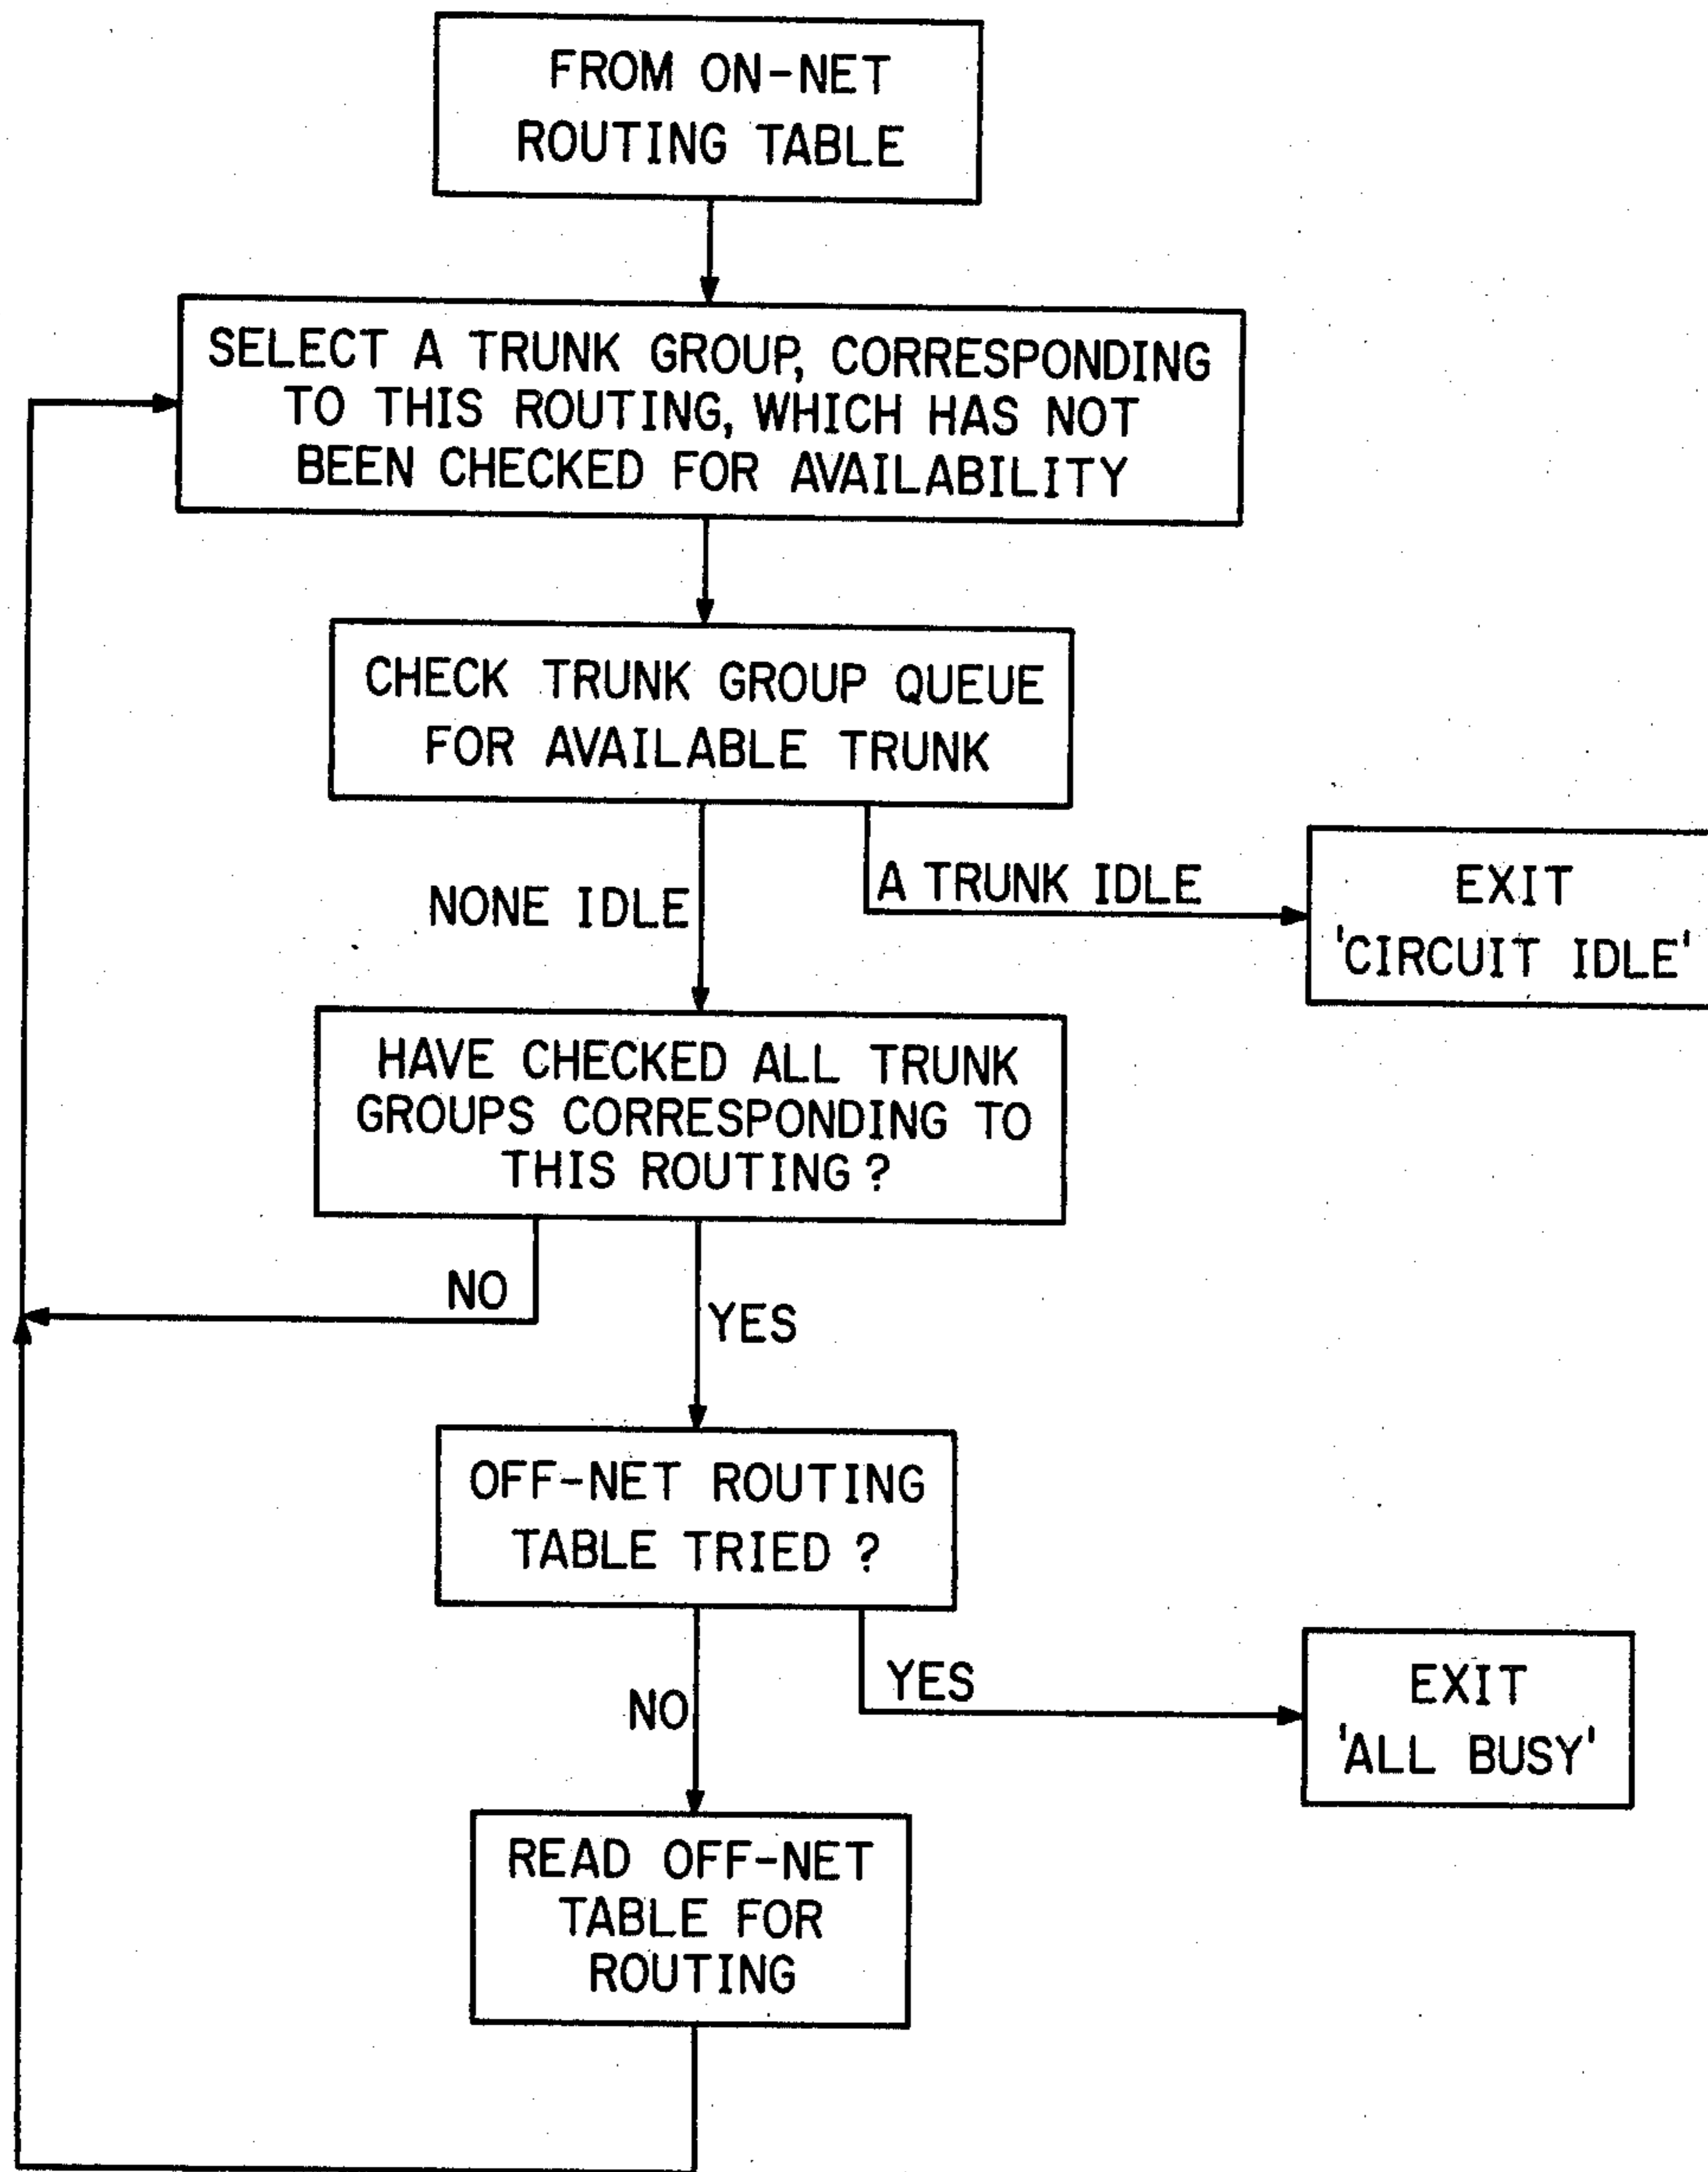 FROM ON-NET
ROUTING TABLE
SELECT A TRUNK GROUP, CORRESPONDING
TO THIS ROUTING, WHICH HAS NOT
BEEN CHECKED FOR AVAILABILITY
CHECK TRUNK GROUP QUEUE
FOR AVAILABLE TRUNK
NONE IDLE
A TRUNK IDLE
EXIT
'CIRCUIT IDLE'
HAVE CHECKED ALL TRUNK
GROUPS CORRESPONDING TO
THIS ROUTING?
NO
YES
OFF-NET ROUTING
TABLE TRIED?
NO
YES
EXIT
'ALL BUSY'
READ OFF-NET
TABLE FOR
ROUTING